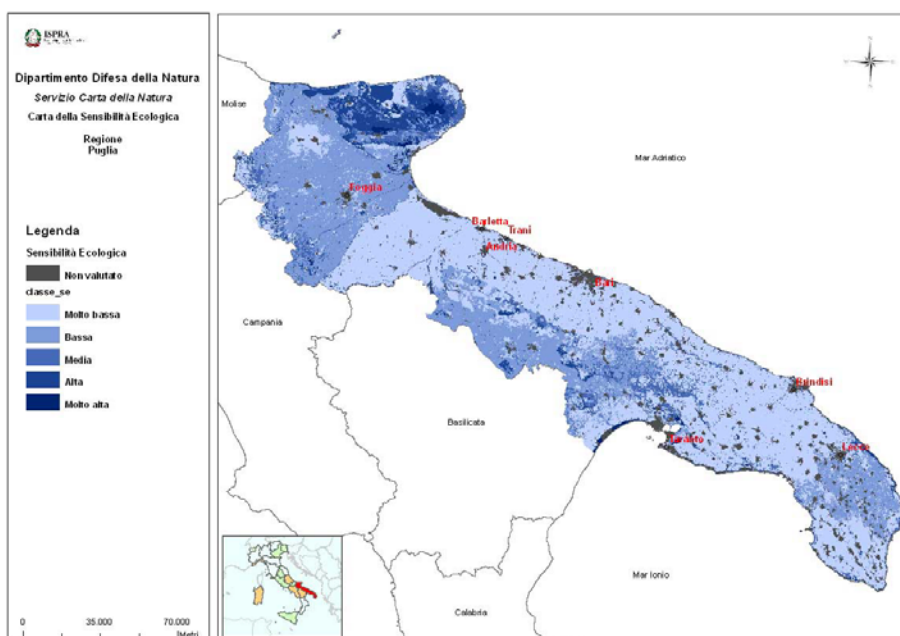 ISPRA
Dipartimento Difesa della Natura
Servizio Carta della Natura
Carta della Sensibilità Ecologica
Regione
Puglia
Legenda
Sensibilità Ecologica
Non valutato
classe_se
Molto bassa
Bassa
Media
Alta
Molto alta
0 35.000 70.000
Metri
Molise
Mar Adriatico
Foggia
Barletta
Trani
Andria
Bari
Campania
Brindisi
Basilicata
Taranto
Lecce
Mar Ionio
Calabria